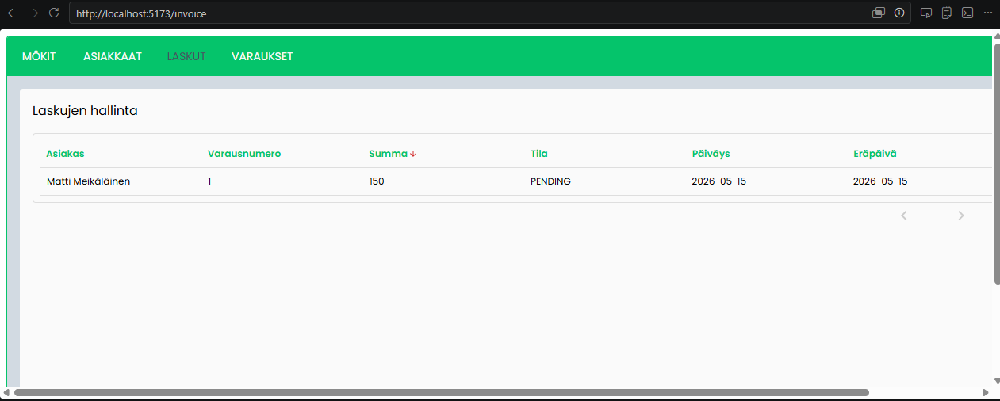 http://localhost:5173/invoice
MÖKIT ASIAKKAAT LASKUT VARAUKSET
Laskujen hallinta
Asiakas Varausnumero Summa Tila Päiväys Eräpäivä
Matti Meikäläinen 1 150 PENDING 2026-05-15 2026-05-15